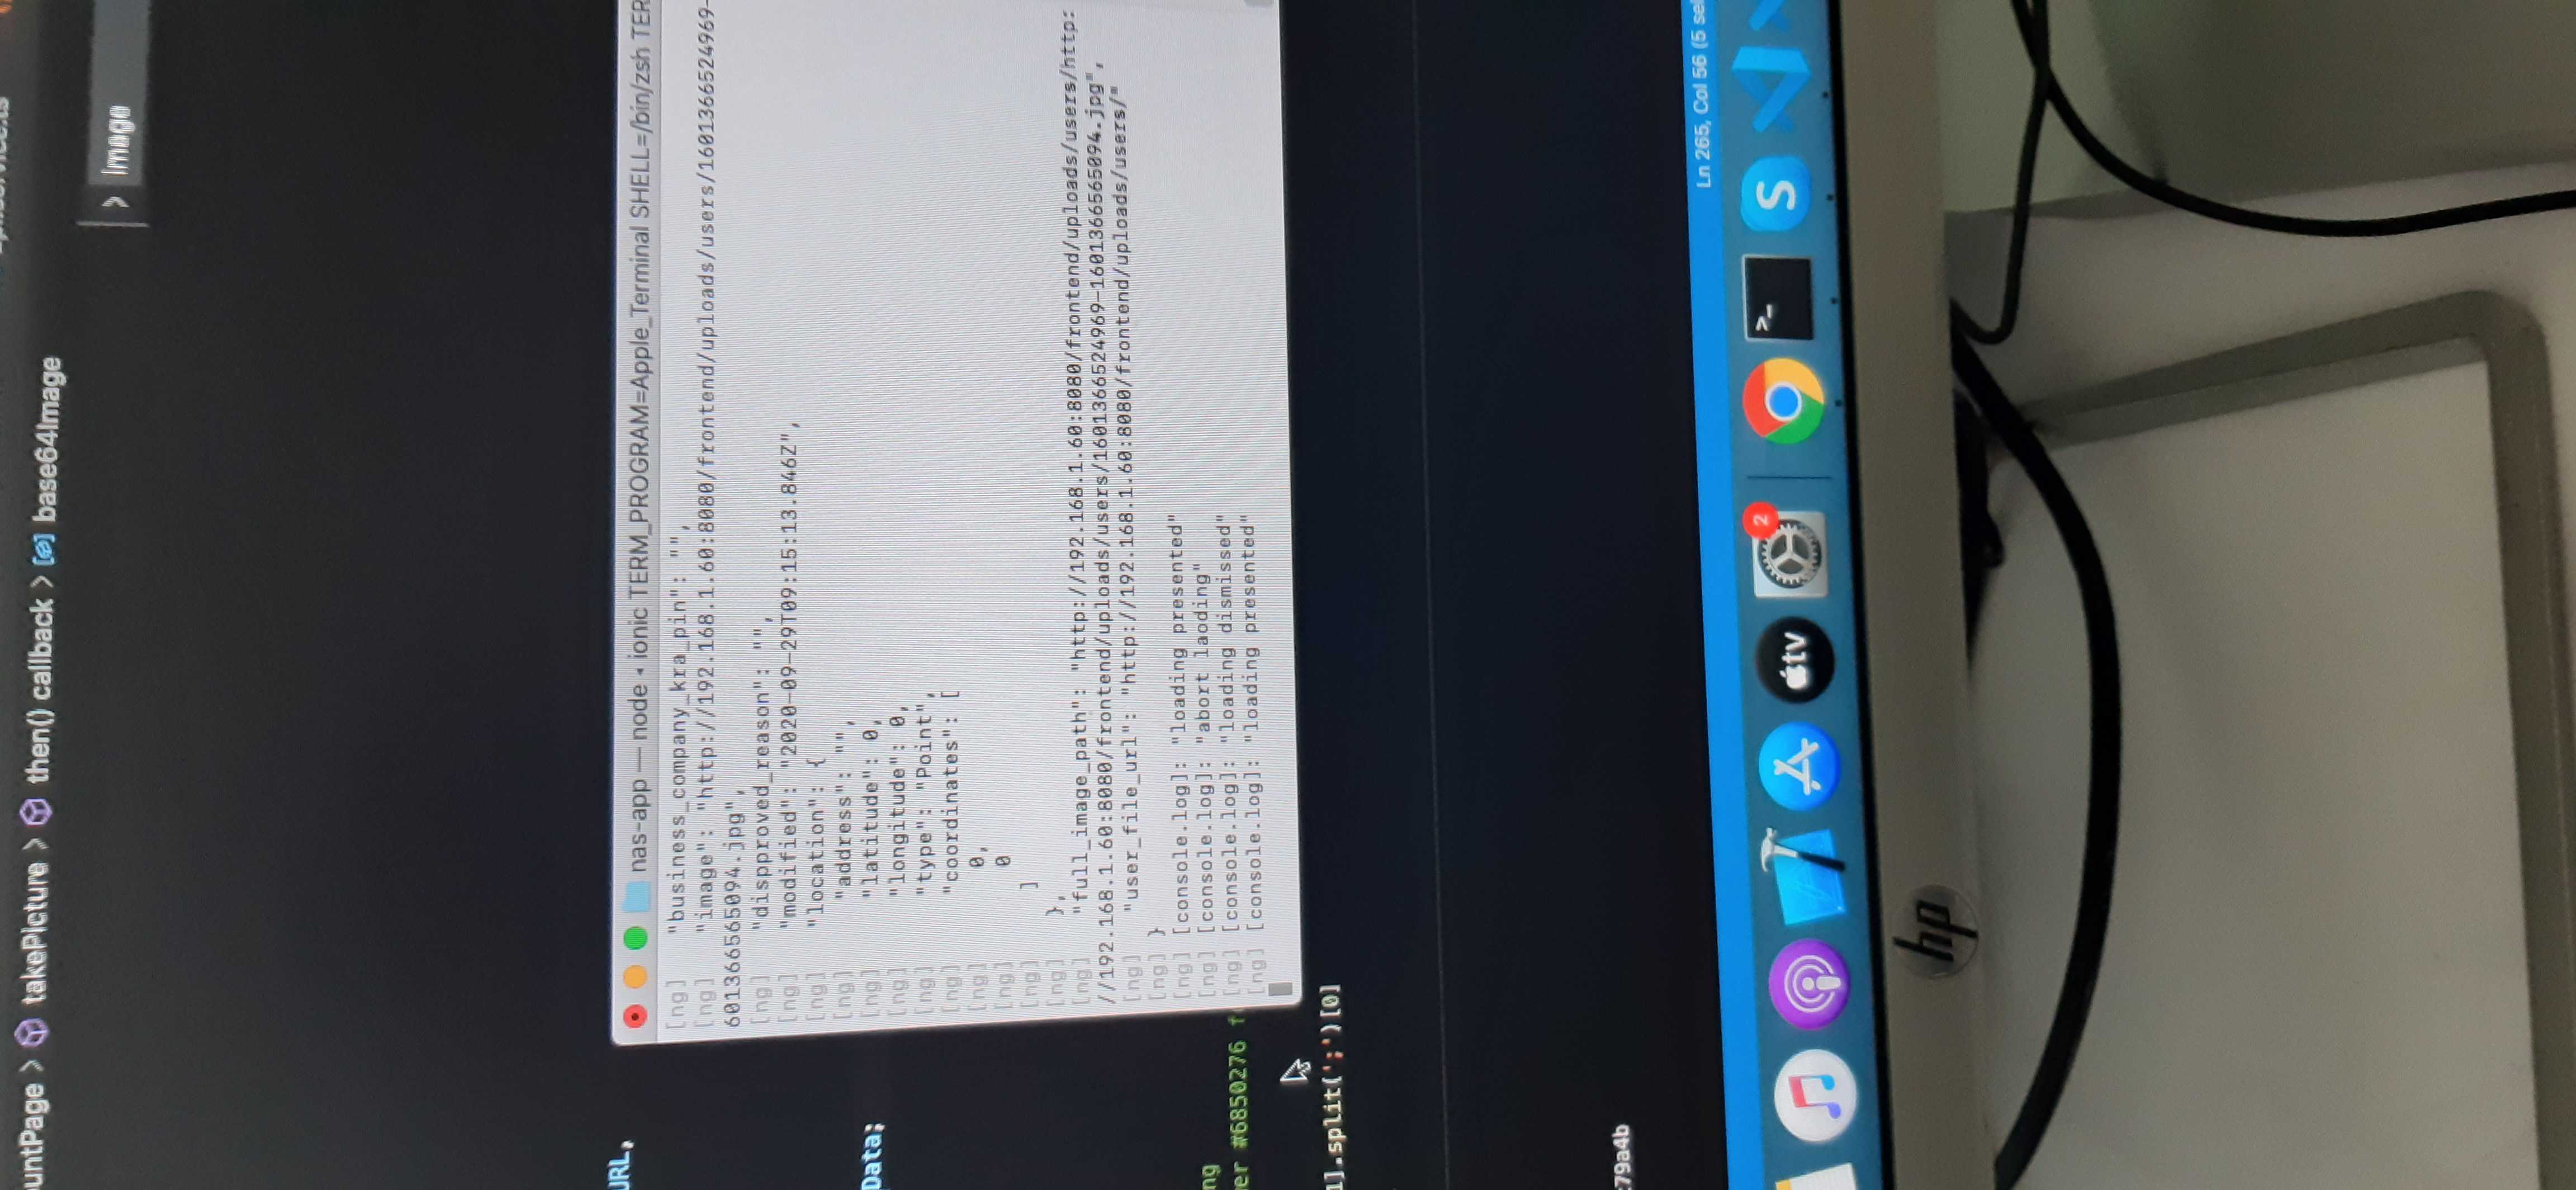 untPage > takePicture > then() callback > base64Image
> Image
URL,
Data;
nas-app — node ◂ ionic TERM_PROGRAM=Apple_Terminal SHELL=/bin/zsh TER
[ng] "business_company_kra_pin": "",
[ng] "image": "http://192.168.1.60:8080/frontend/uploads/users/1601366524969-
601366565094.jpg",
[ng] "dispproved_reason": "",
[ng] "modified": "2020-09-29T09:15:13.846Z",
[ng] "location": {
[ng] "address": "",
[ng] "latitude": 0,
[ng] "longitude": 0,
[ng] "type": "Point",
[ng] "coordinates": [
[ng] 0,
[ng] 0
[ng] ]
[ng] },
[ng] "full_image_path": "http://192.168.1.60:8080/frontend/uploads/users/http:
//192.168.1.60:8080/frontend/uploads/users/1601366524969-1601366565094.jpg",
[ng] "user_file_url": "http://192.168.1.60:8080/frontend/uploads/users/"
[ng] }
[ng] [console.log]: "loading presented"
[ng] [console.log]: "abort laoding"
[ng] [console.log]: "loading dismissed"
[ng] [console.log]: "loading presented"
ng
er #6850276 f
1].split(';')[0]
79a4b
Ln 265, Col 56 (5 sel
tv
2
>_
S
hp